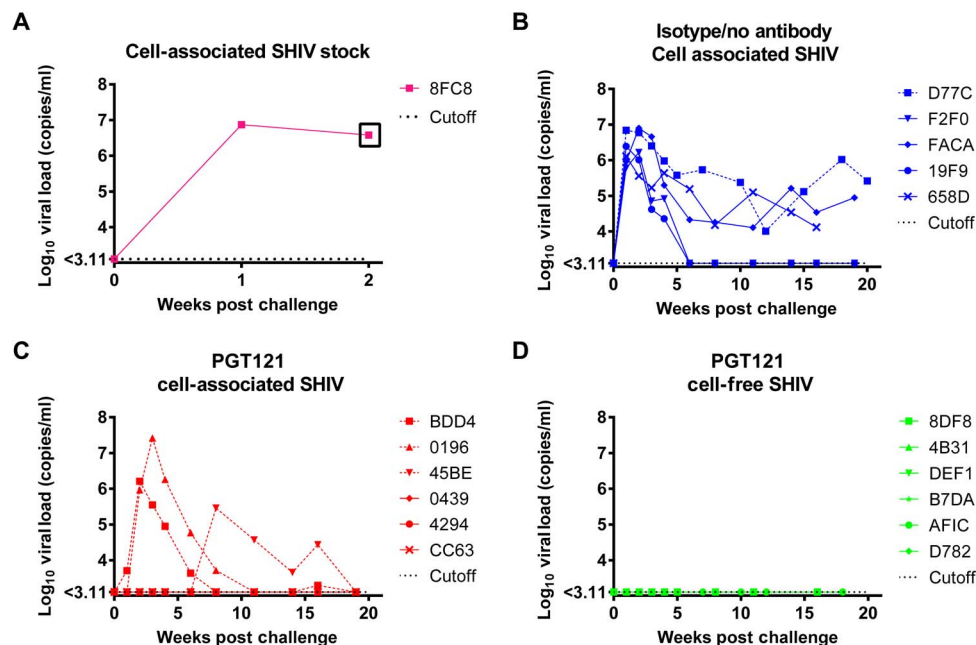 A
Cell-associated SHIV stock
Log10 viral load (copies/ml)
8
7
6
5
4
<3.11
0
1
2
Weeks post challenge
8FC8
Cutoff
B
Isotype/no antibody
Cell associated SHIV
Log10 viral load (copies/ml)
8
7
6
5
4
<3.11
0
5
10
15
20
Weeks post challenge
D77C
F2F0
FACA
19F9
658D
Cutoff
C
PGT121
cell-associated SHIV
Log10 viral load (copies/ml)
8
7
6
5
4
<3.11
0
5
10
15
20
Weeks post challenge
BDD4
0196
45BE
0439
4294
CC63
Cutoff
D
PGT121
cell-free SHIV
Log10 viral load (copies/ml)
8
7
6
5
4
<3.11
0
5
10
15
20
Weeks post challenge
8DF8
4B31
DEF1
B7DA
AFIC
D782
Cutoff